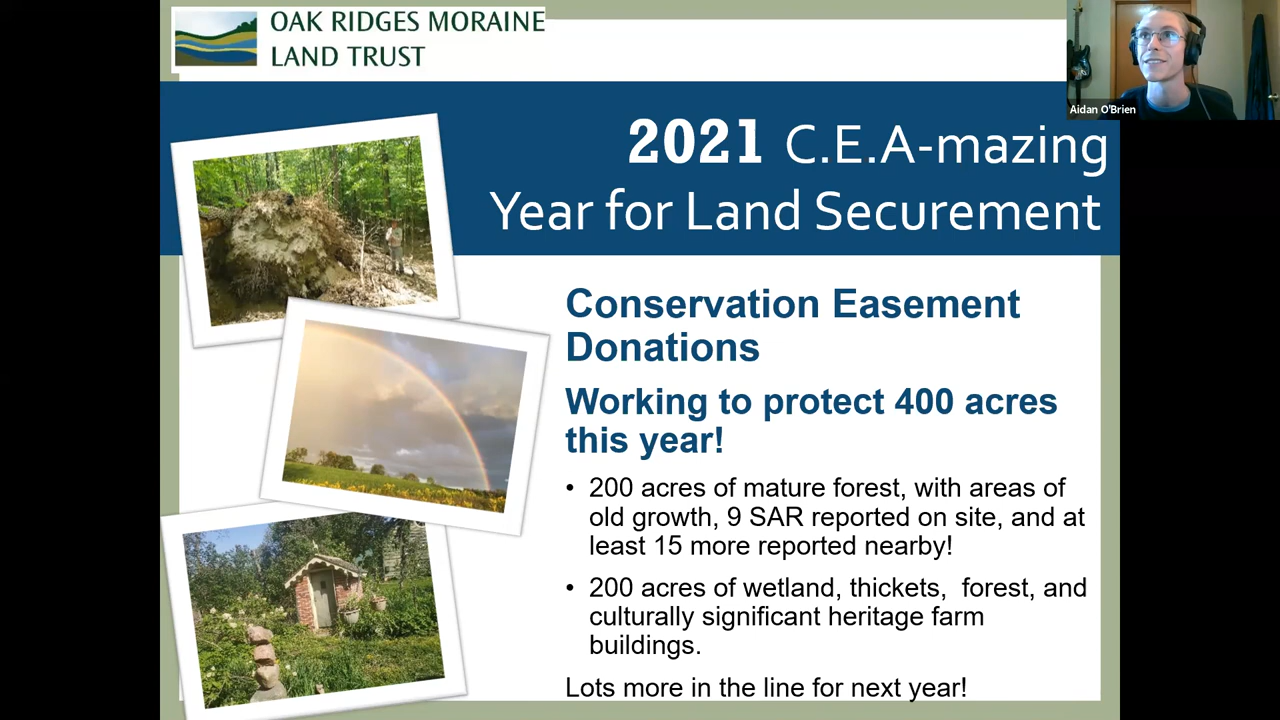 OAK RIDGES MORAINE
LAND TRUST
Aidan O'Brien
2021 C.E.A-mazing
Year for Land Securement
Conservation Easement
Donations
Working to protect 400 acres
this year!
• 200 acres of mature forest, with areas of
old growth, 9 SAR reported on site, and at
least 15 more reported nearby!
• 200 acres of wetland, thickets,  forest, and
culturally significant heritage farm
buildings.
Lots more in the line for next year!